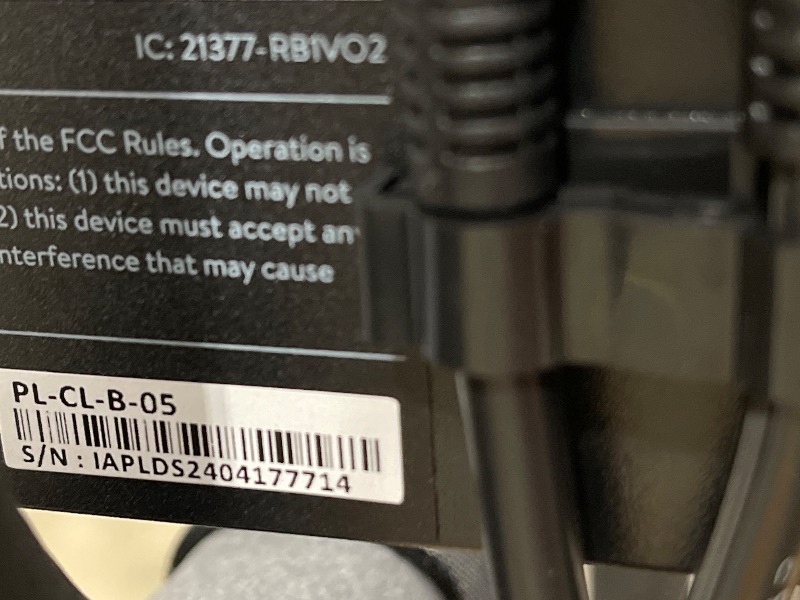 IC: 21377-RB1VO2
f the FCC Rules. Operation is
tions: (1) this device may not
2) this device must accept an
nterference that may cause
PL-CL-B-05
S/N : IAPLDS2404177714